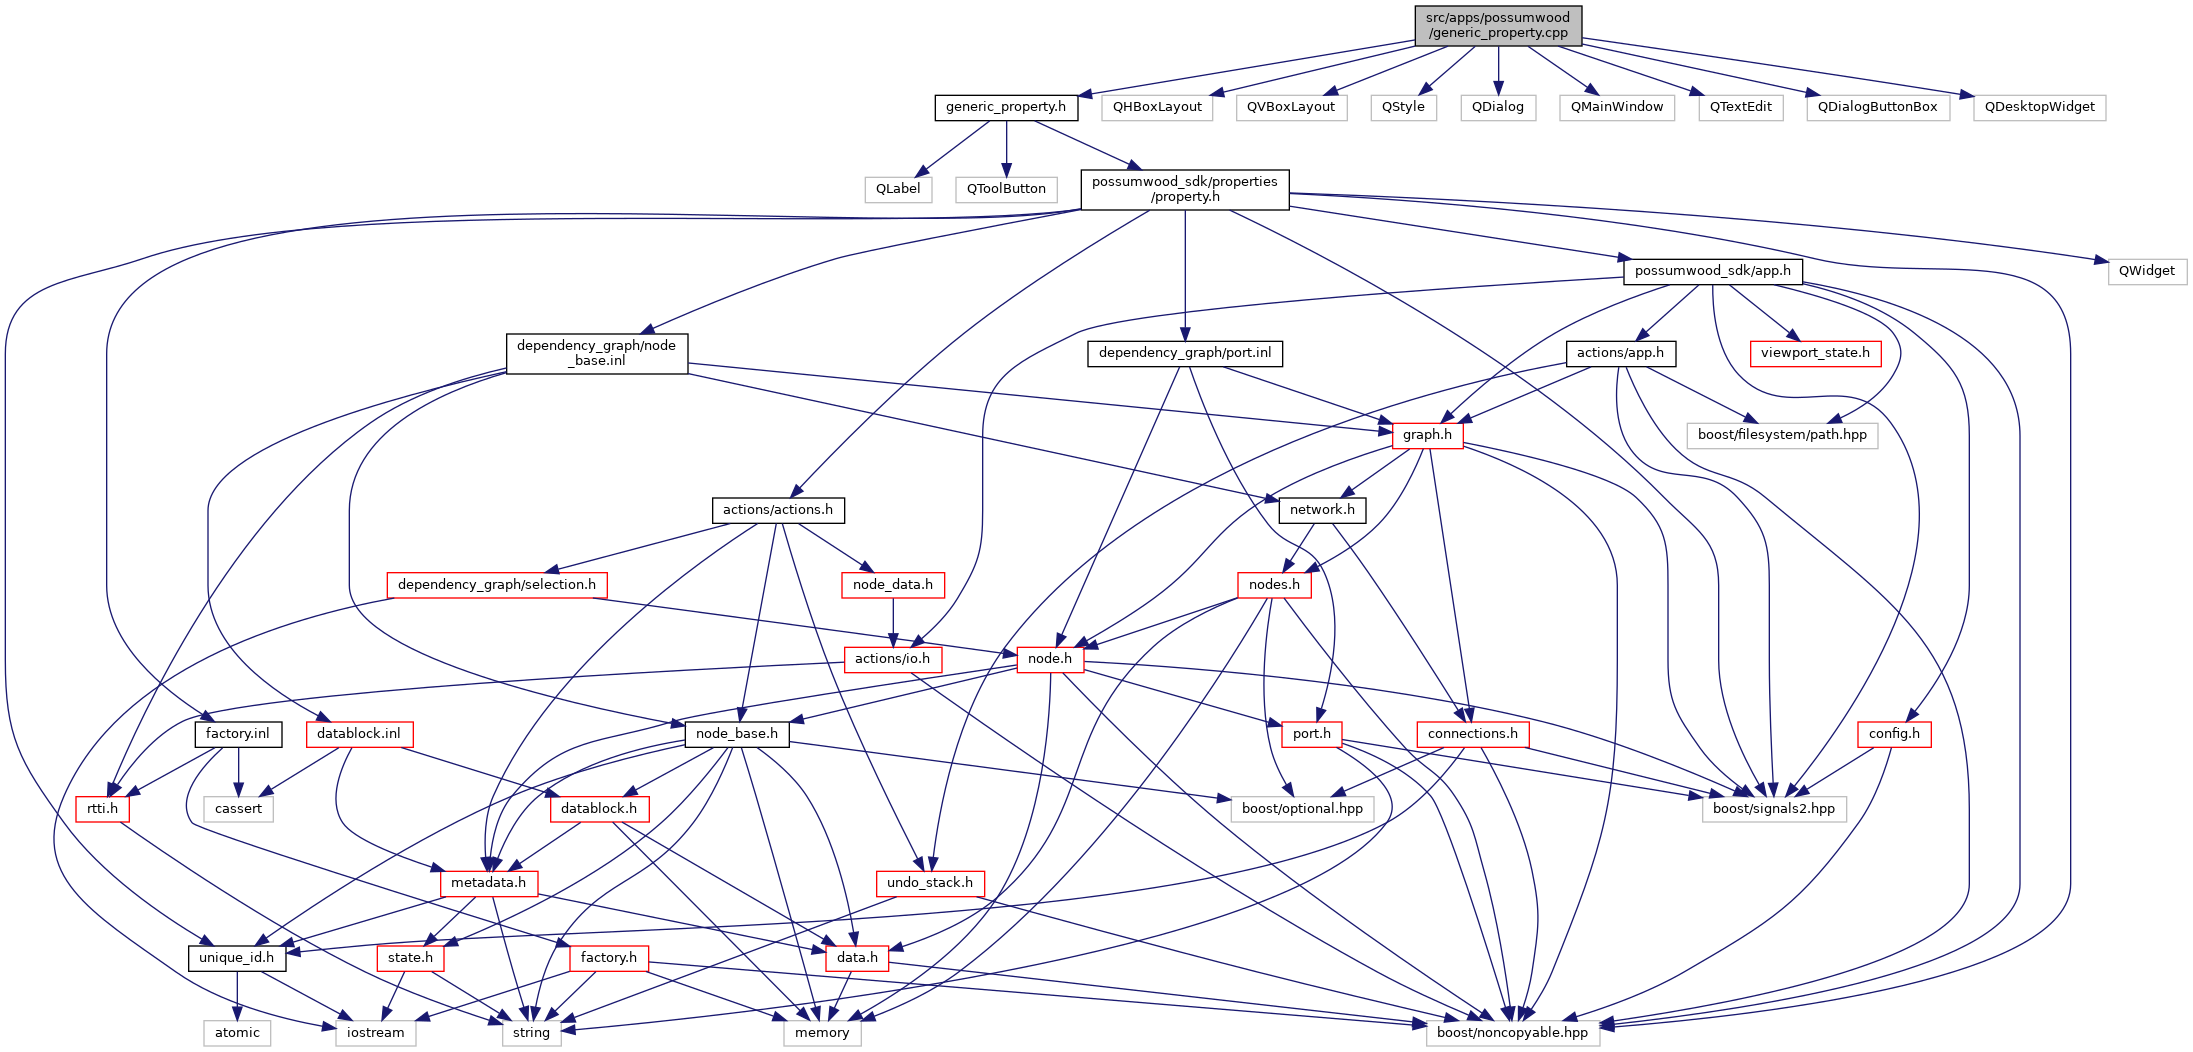 src/apps/possumwood
/generic_property.cpp
generic_property.h
QHBoxLayout
QVBoxLayout
QStyle
QDialog
QMainWindow
QTextEdit
QDialogButtonBox
QDesktopWidget
QLabel
QToolButton
possumwood_sdk/properties
/property.h
possumwood_sdk/app.h
QWidget
dependency_graph/node
_base.inl
dependency_graph/port.inl
actions/app.h
viewport_state.h
graph.h
boost/filesystem/path.hpp
actions/actions.h
network.h
dependency_graph/selection.h
node_data.h
nodes.h
actions/io.h
node.h
factory.inl
datablock.inl
node_base.h
port.h
connections.h
config.h
rtti.h
cassert
datablock.h
boost/optional.hpp
boost/signals2.hpp
metadata.h
undo_stack.h
unique_id.h
state.h
factory.h
data.h
atomic
iostream
string
memory
boost/noncopyable.hpp